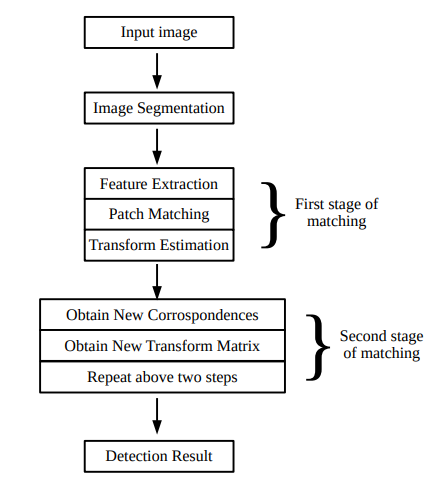 Input image
Image Segmentation
Feature Extraction
Patch Matching
Transform Estimation
First stage of
matching
Obtain New Corrospondences
Obtain New Transform Matrix
Repeat above two steps
Second stage
of matching
Detection Result